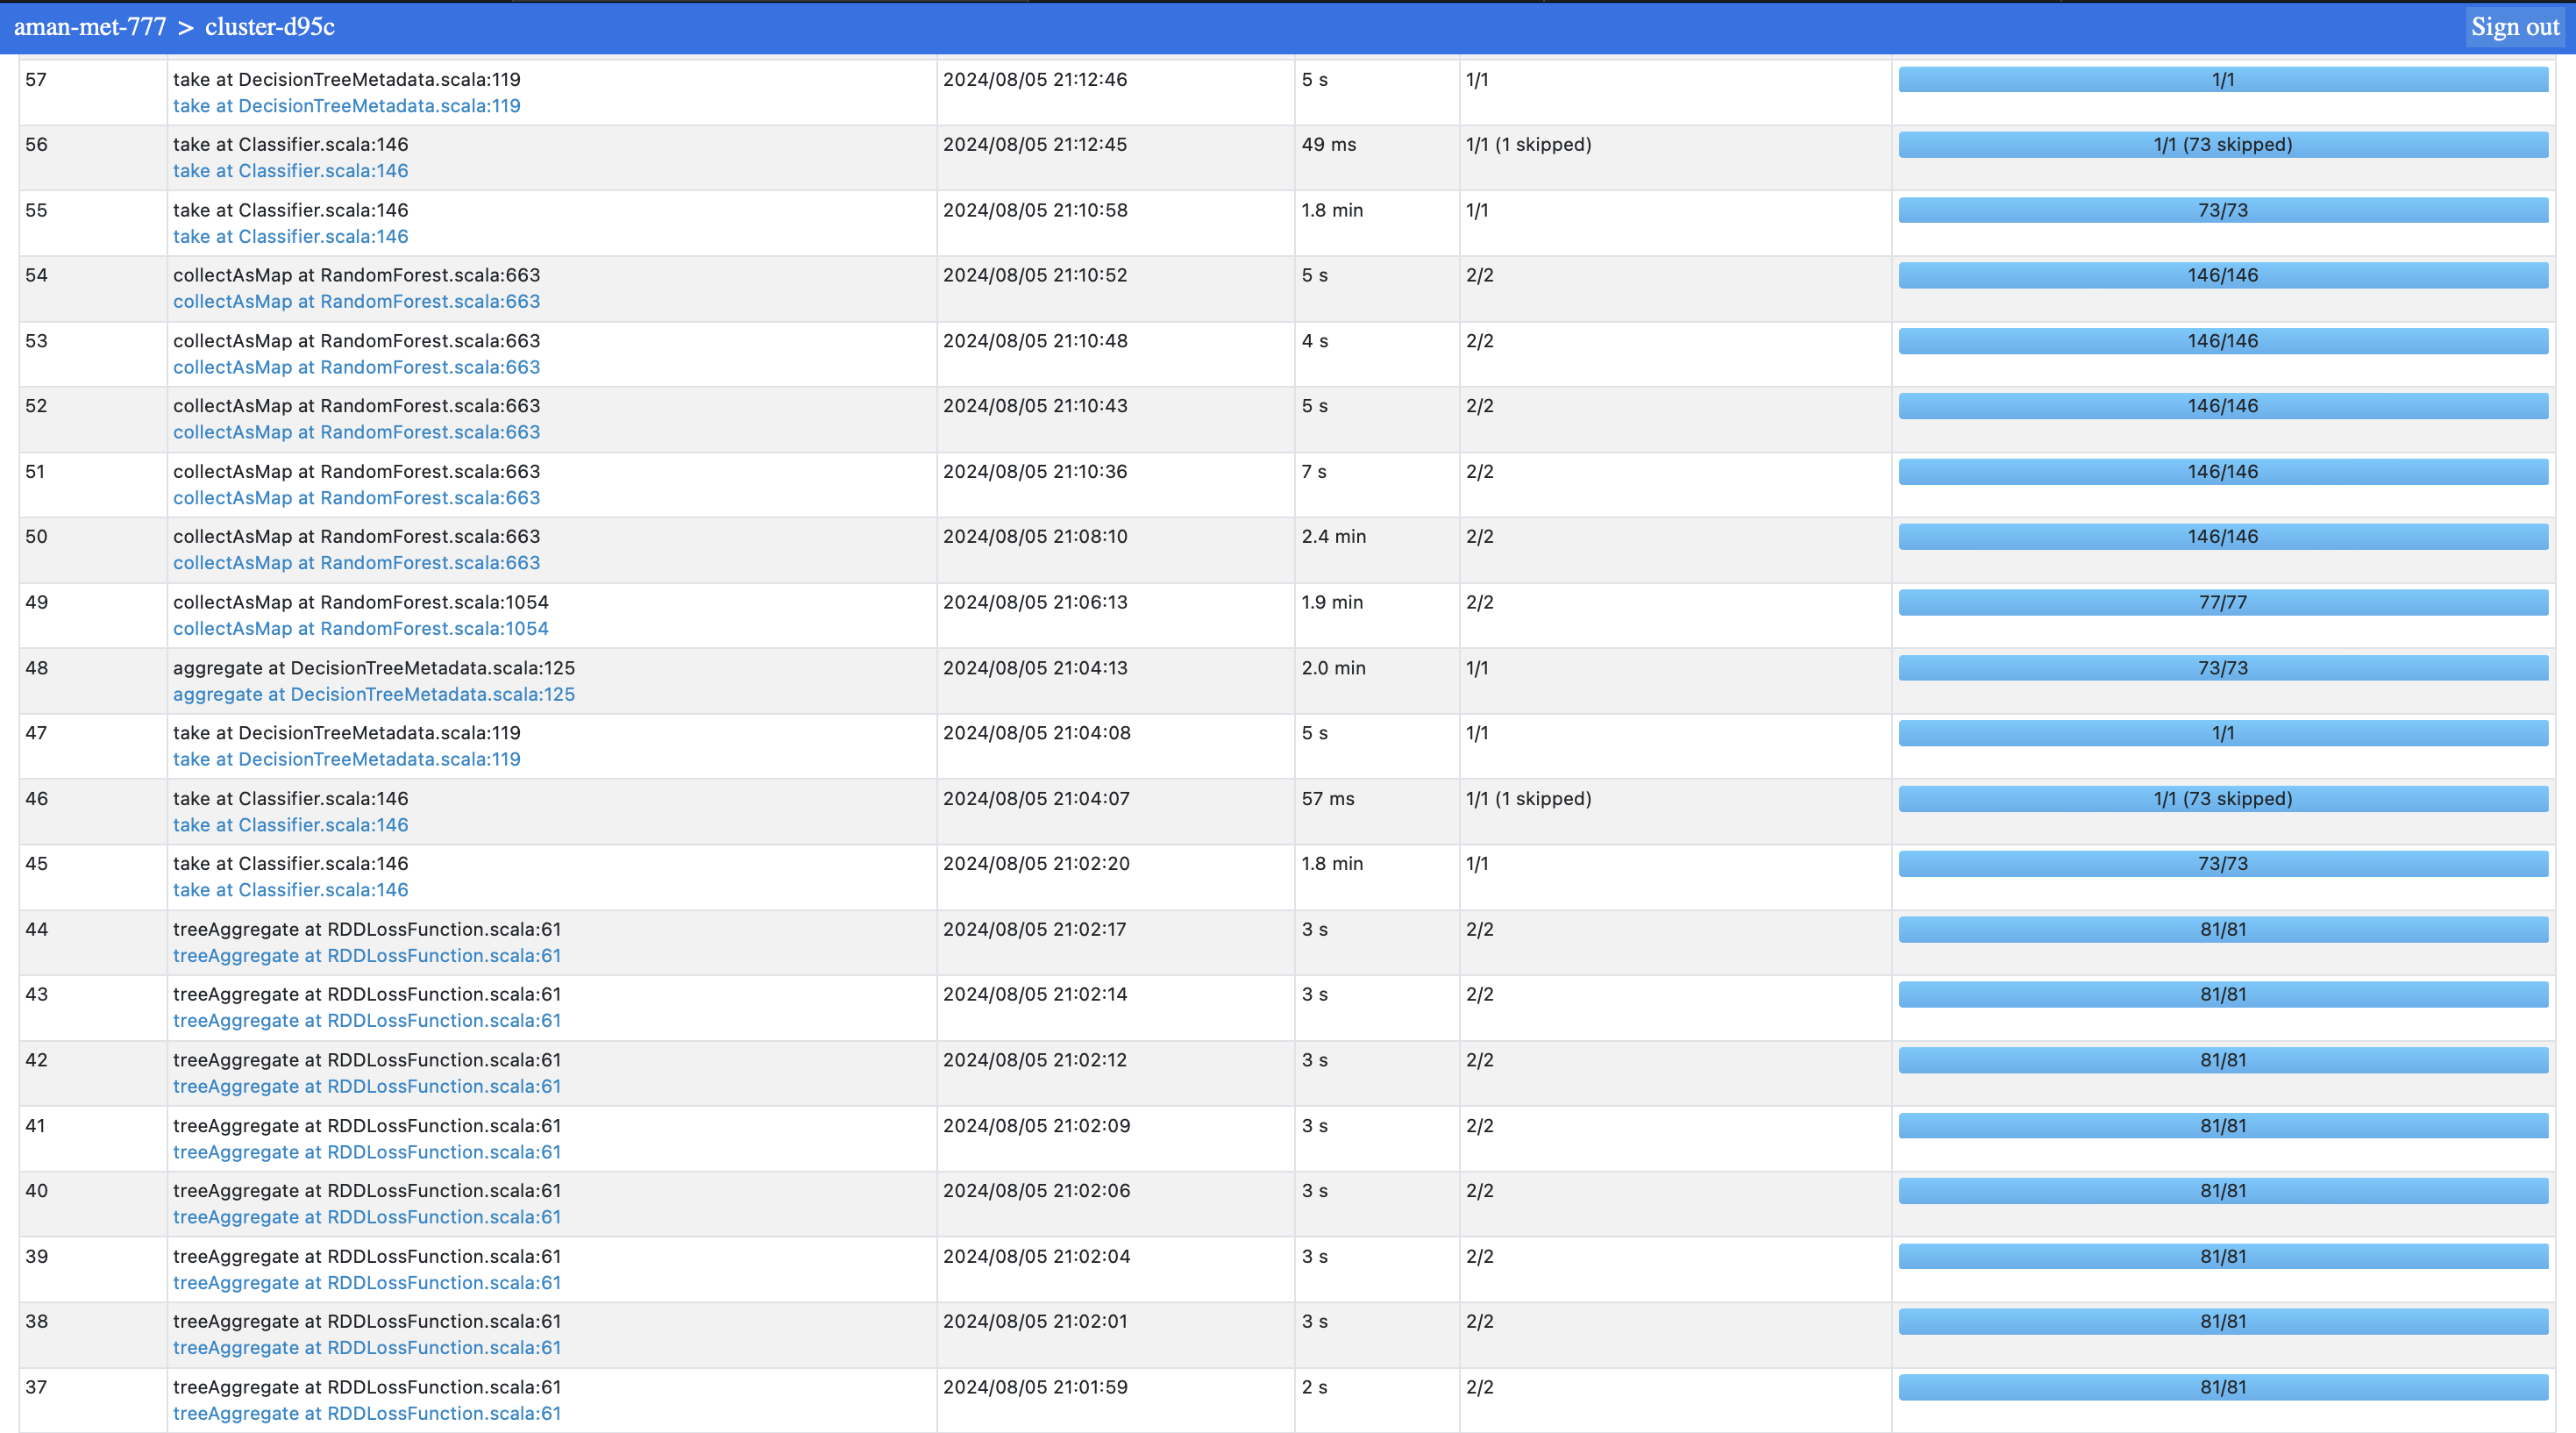 aman-met-777 > cluster-d95c
Sign out
57 take at DecisionTreeMetadata.scala:119 2024/08/05 21:12:46 5 s 1/1 1/1
take at DecisionTreeMetadata.scala:119
56 take at Classifier.scala:146 2024/08/05 21:12:45 49 ms 1/1 (1 skipped) 1/1 (73 skipped)
take at Classifier.scala:146
55 take at Classifier.scala:146 2024/08/05 21:10:58 1.8 min 1/1 73/73
take at Classifier.scala:146
54 collectAsMap at RandomForest.scala:663 2024/08/05 21:10:52 5 s 2/2 146/146
collectAsMap at RandomForest.scala:663
53 collectAsMap at RandomForest.scala:663 2024/08/05 21:10:48 4 s 2/2 146/146
collectAsMap at RandomForest.scala:663
52 collectAsMap at RandomForest.scala:663 2024/08/05 21:10:43 5 s 2/2 146/146
collectAsMap at RandomForest.scala:663
51 collectAsMap at RandomForest.scala:663 2024/08/05 21:10:36 7 s 2/2 146/146
collectAsMap at RandomForest.scala:663
50 collectAsMap at RandomForest.scala:663 2024/08/05 21:08:10 2.4 min 2/2 146/146
collectAsMap at RandomForest.scala:663
49 collectAsMap at RandomForest.scala:1054 2024/08/05 21:06:13 1.9 min 2/2 77/77
collectAsMap at RandomForest.scala:1054
48 aggregate at DecisionTreeMetadata.scala:125 2024/08/05 21:04:13 2.0 min 1/1 73/73
aggregate at DecisionTreeMetadata.scala:125
47 take at DecisionTreeMetadata.scala:119 2024/08/05 21:04:08 5 s 1/1 1/1
take at DecisionTreeMetadata.scala:119
46 take at Classifier.scala:146 2024/08/05 21:04:07 57 ms 1/1 (1 skipped) 1/1 (73 skipped)
take at Classifier.scala:146
45 take at Classifier.scala:146 2024/08/05 21:02:20 1.8 min 1/1 73/73
take at Classifier.scala:146
44 treeAggregate at RDDLossFunction.scala:61 2024/08/05 21:02:17 3 s 2/2 81/81
treeAggregate at RDDLossFunction.scala:61
43 treeAggregate at RDDLossFunction.scala:61 2024/08/05 21:02:14 3 s 2/2 81/81
treeAggregate at RDDLossFunction.scala:61
42 treeAggregate at RDDLossFunction.scala:61 2024/08/05 21:02:12 3 s 2/2 81/81
treeAggregate at RDDLossFunction.scala:61
41 treeAggregate at RDDLossFunction.scala:61 2024/08/05 21:02:09 3 s 2/2 81/81
treeAggregate at RDDLossFunction.scala:61
40 treeAggregate at RDDLossFunction.scala:61 2024/08/05 21:02:06 3 s 2/2 81/81
treeAggregate at RDDLossFunction.scala:61
39 treeAggregate at RDDLossFunction.scala:61 2024/08/05 21:02:04 3 s 2/2 81/81
treeAggregate at RDDLossFunction.scala:61
38 treeAggregate at RDDLossFunction.scala:61 2024/08/05 21:02:01 3 s 2/2 81/81
treeAggregate at RDDLossFunction.scala:61
37 treeAggregate at RDDLossFunction.scala:61 2024/08/05 21:01:59 2 s 2/2 81/81
treeAggregate at RDDLossFunction.scala:61